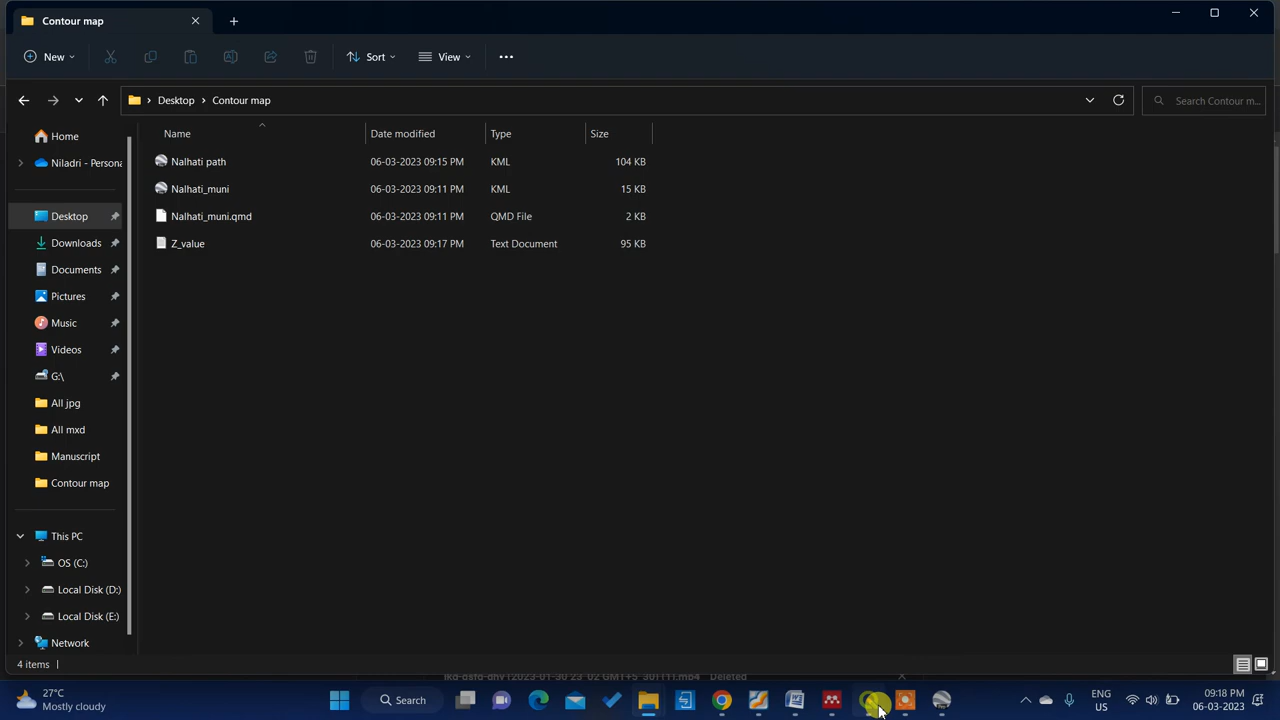 Contour map
New
Sort
View
Desktop
Contour map
Search Contour m...
Home
Niladri - Persona
Desktop
Downloads
Documents
Pictures
Music
Videos
G:\
All jpg
All mxd
Manuscript
Contour map
This PC
OS (C:)
Local Disk (D:)
Local Disk (E:)
Network
Name Date modified Type Size
Nalhati path 06-03-2023 09:15 PM KML 104 KB
Nalhati_muni 06-03-2023 09:11 PM KML 15 KB
Nalhati_muni.qmd 06-03-2023 09:11 PM QMD File 2 KB
Z_value 06-03-2023 09:17 PM Text Document 95 KB
4 items
Deleted
27°C
Mostly cloudy
Search
ENG
US
09:18 PM
06-03-2023